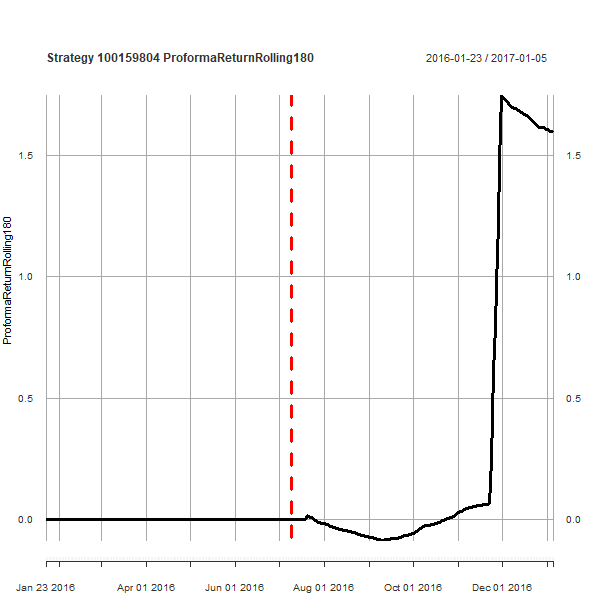 Strategy 100159804 ProformaReturnRolling180
2016-01-23 / 2017-01-05
ProformaReturnRolling180
1.5 1.5
1.0 1.0
0.5 0.5
0.0 0.0
Jan 23 2016 Apr 01 2016 Jun 01 2016 Aug 01 2016 Oct 01 2016 Dec 01 2016